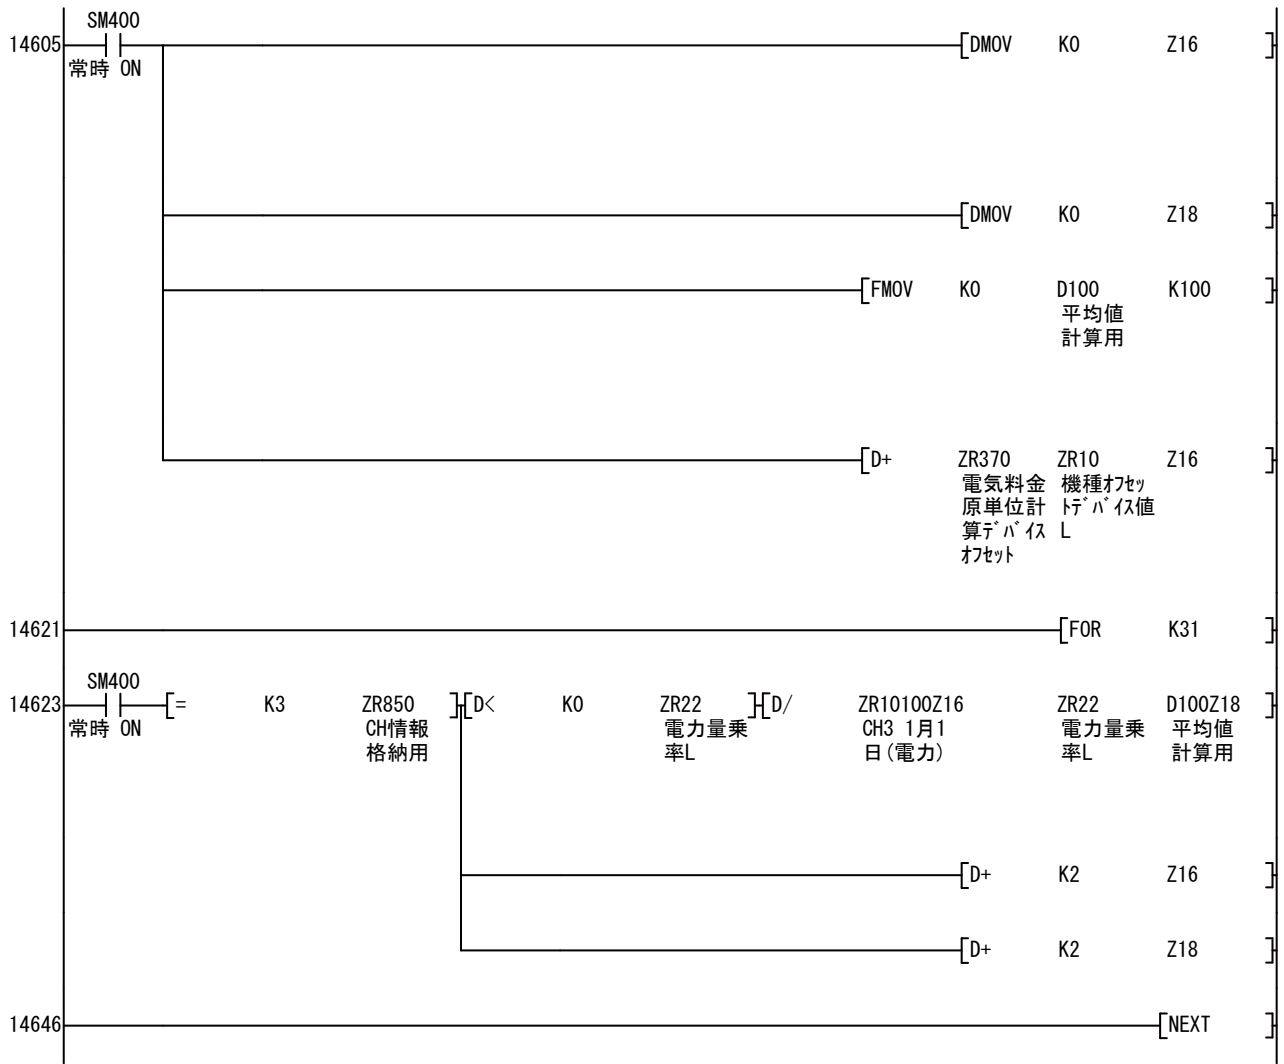 SM400
14605 [DMOV K0 Z16 ]
常時 ON
[DMOV K0 Z18 ]
[FMOV K0 D100 K100 ]
平均値
計算用
[D+ ZR370 ZR10 Z16 ]
電気料金 機種ｵﾌｾｯ
原単位計 ﾄﾃﾞﾊﾞｲｽ値
算ﾃﾞﾊﾞｲｽ L
ｵﾌｾｯﾄ
14621 [FOR K31 ]
SM400
14623 [= K3 ZR850 ] [D< K0 ZR22 ] [D/ ZR10100Z16 ZR22 D100Z18 ]
常時 ON CH情報 電力量乗 CH3 1月1 電力量乗 平均値
格納用 率L 日(電力) 率L 計算用
[D+ K2 Z16 ]
[D+ K2 Z18 ]
14646 [NEXT ]